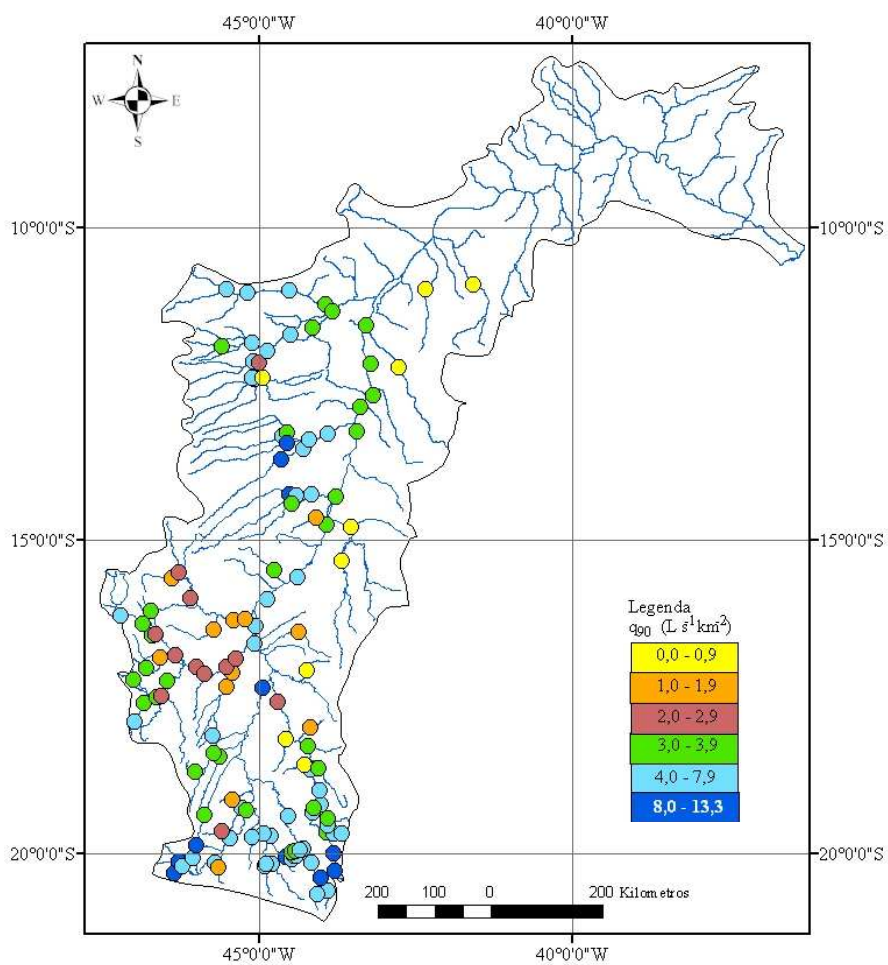 45°0'0"W 40°0'0"W
N
W E
S
10°0'0"S 10°0'0"S
15°0'0"S 15°0'0"S
Legenda
q90 (L s¹km²)
0,0 - 0,9
1,0 - 1,9
2,0 - 2,9
3,0 - 3,9
4,0 - 7,9
8,0 - 13,3
20°0'0"S 20°0'0"S
200 100 0 200 Kilometros
45°0'0"W 40°0'0"W